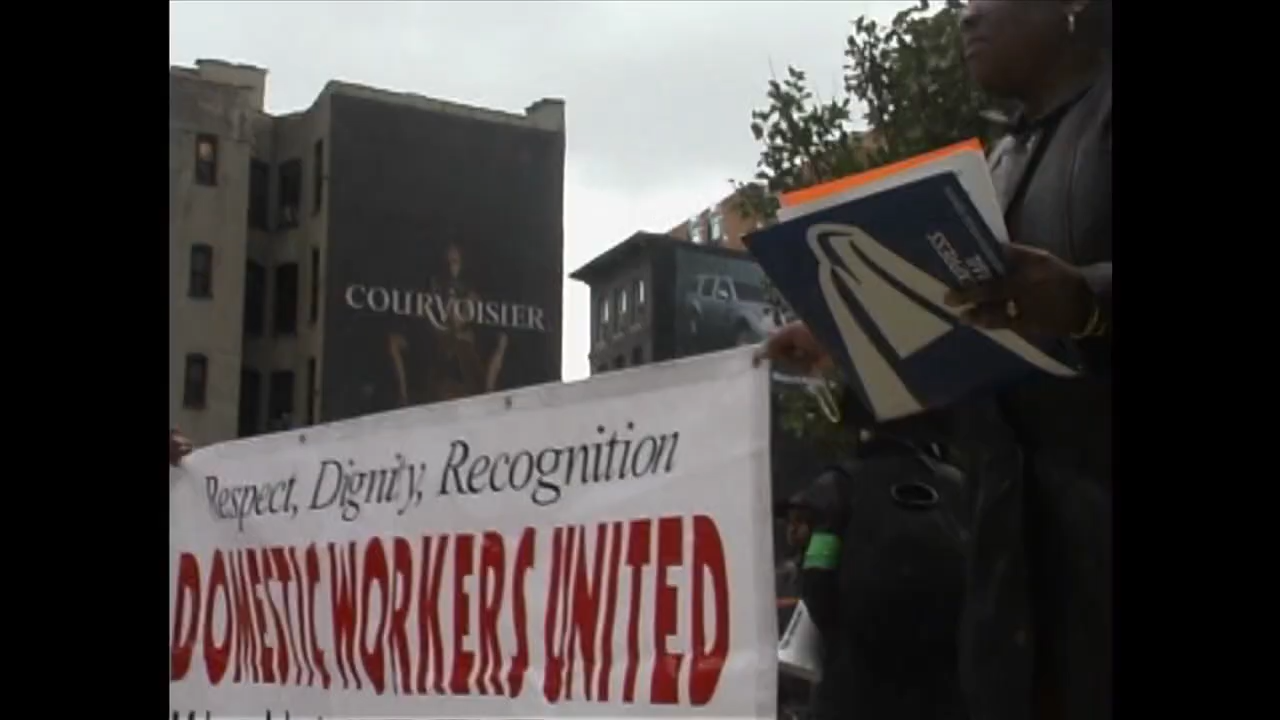 COURVOISIER
Respect, Dignity, Recognition
DOMESTIC WORKERS UNITED